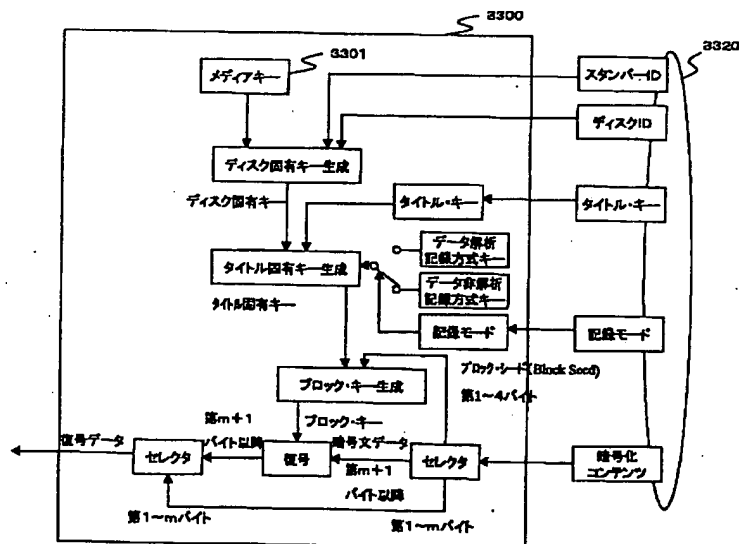 3300
3320
3301
メディアキー
スタンパーID
ディスクID
ディスク固有キー生成
ディスク固有キー
タイトル・キー
タイトル・キー
データ解析
記録方式キー
タイトル固有キー生成
データ非解析
記録方式キー
タイトル固有キー
記録モード
記録モード
ブロック・シード(Block Seed)
ブロック・キー生成
第1~4バイト
第m+1
ブロック・キー
復号データ
バイト以降
暗号文データ
セレクタ
復号
セレクタ
暗号化
コンテンツ
第m+1
バイト以降
第1~mバイト
第1~mバイト